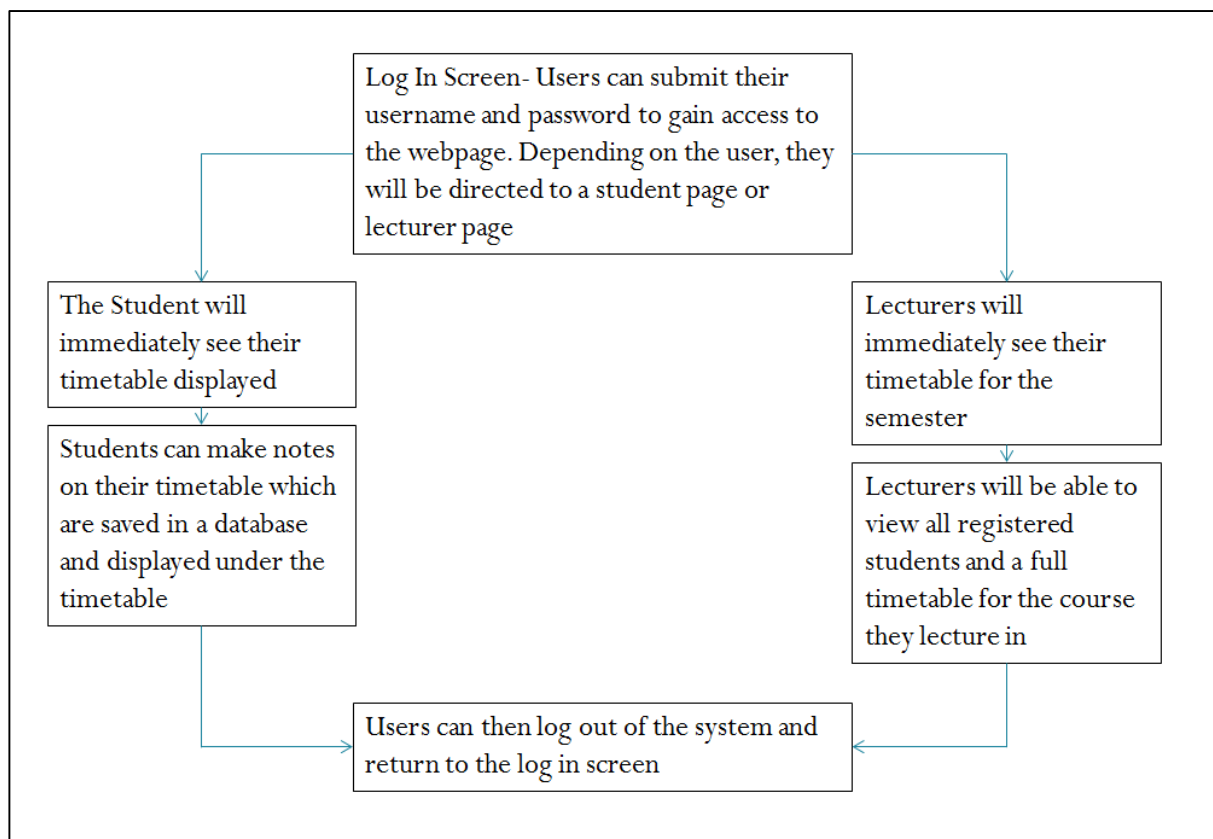 Log In Screen- Users can submit their
username and password to gain access to
the webpage. Depending on the user, they
will be directed to a student page or
lecturer page
The Student will
immediately see their
timetable displayed
Students can make notes
on their timetable which
are saved in a database
and displayed under the
timetable
Lecturers will
immediately see their
timetable for the
semester
Lecturers will be able to
view all registered
students and a full
timetable for the course
they lecture in
Users can then log out of the system and
return to the log in screen